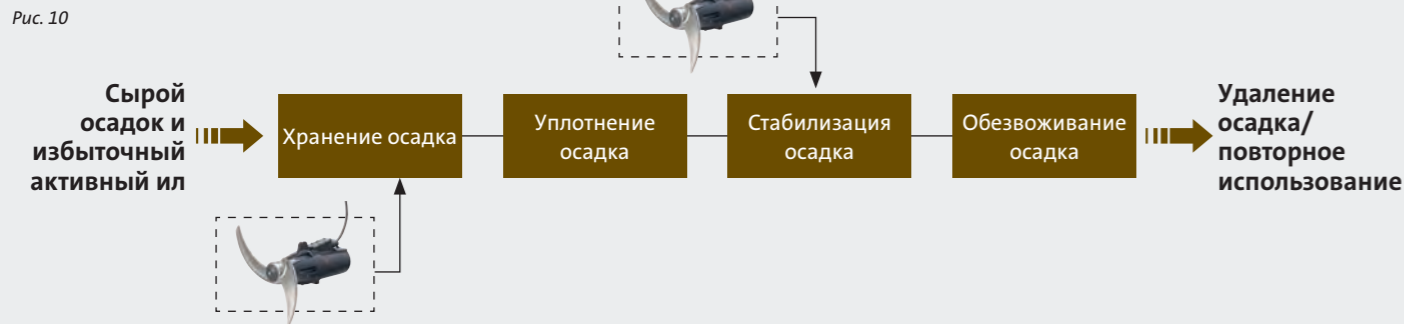 Рис. 10
Сырой
осадок и
избыточный
активный ил
Хранение осадка
Уплотнение
осадка
Стабилизация
осадка
Обезвоживание
осадка
Удаление
осадка/
повторное
использование